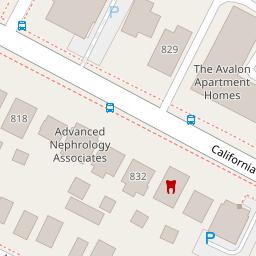 P
829
The Avalon
Apartment
Homes
818
Advanced
Nephrology
Associates
California
832
P